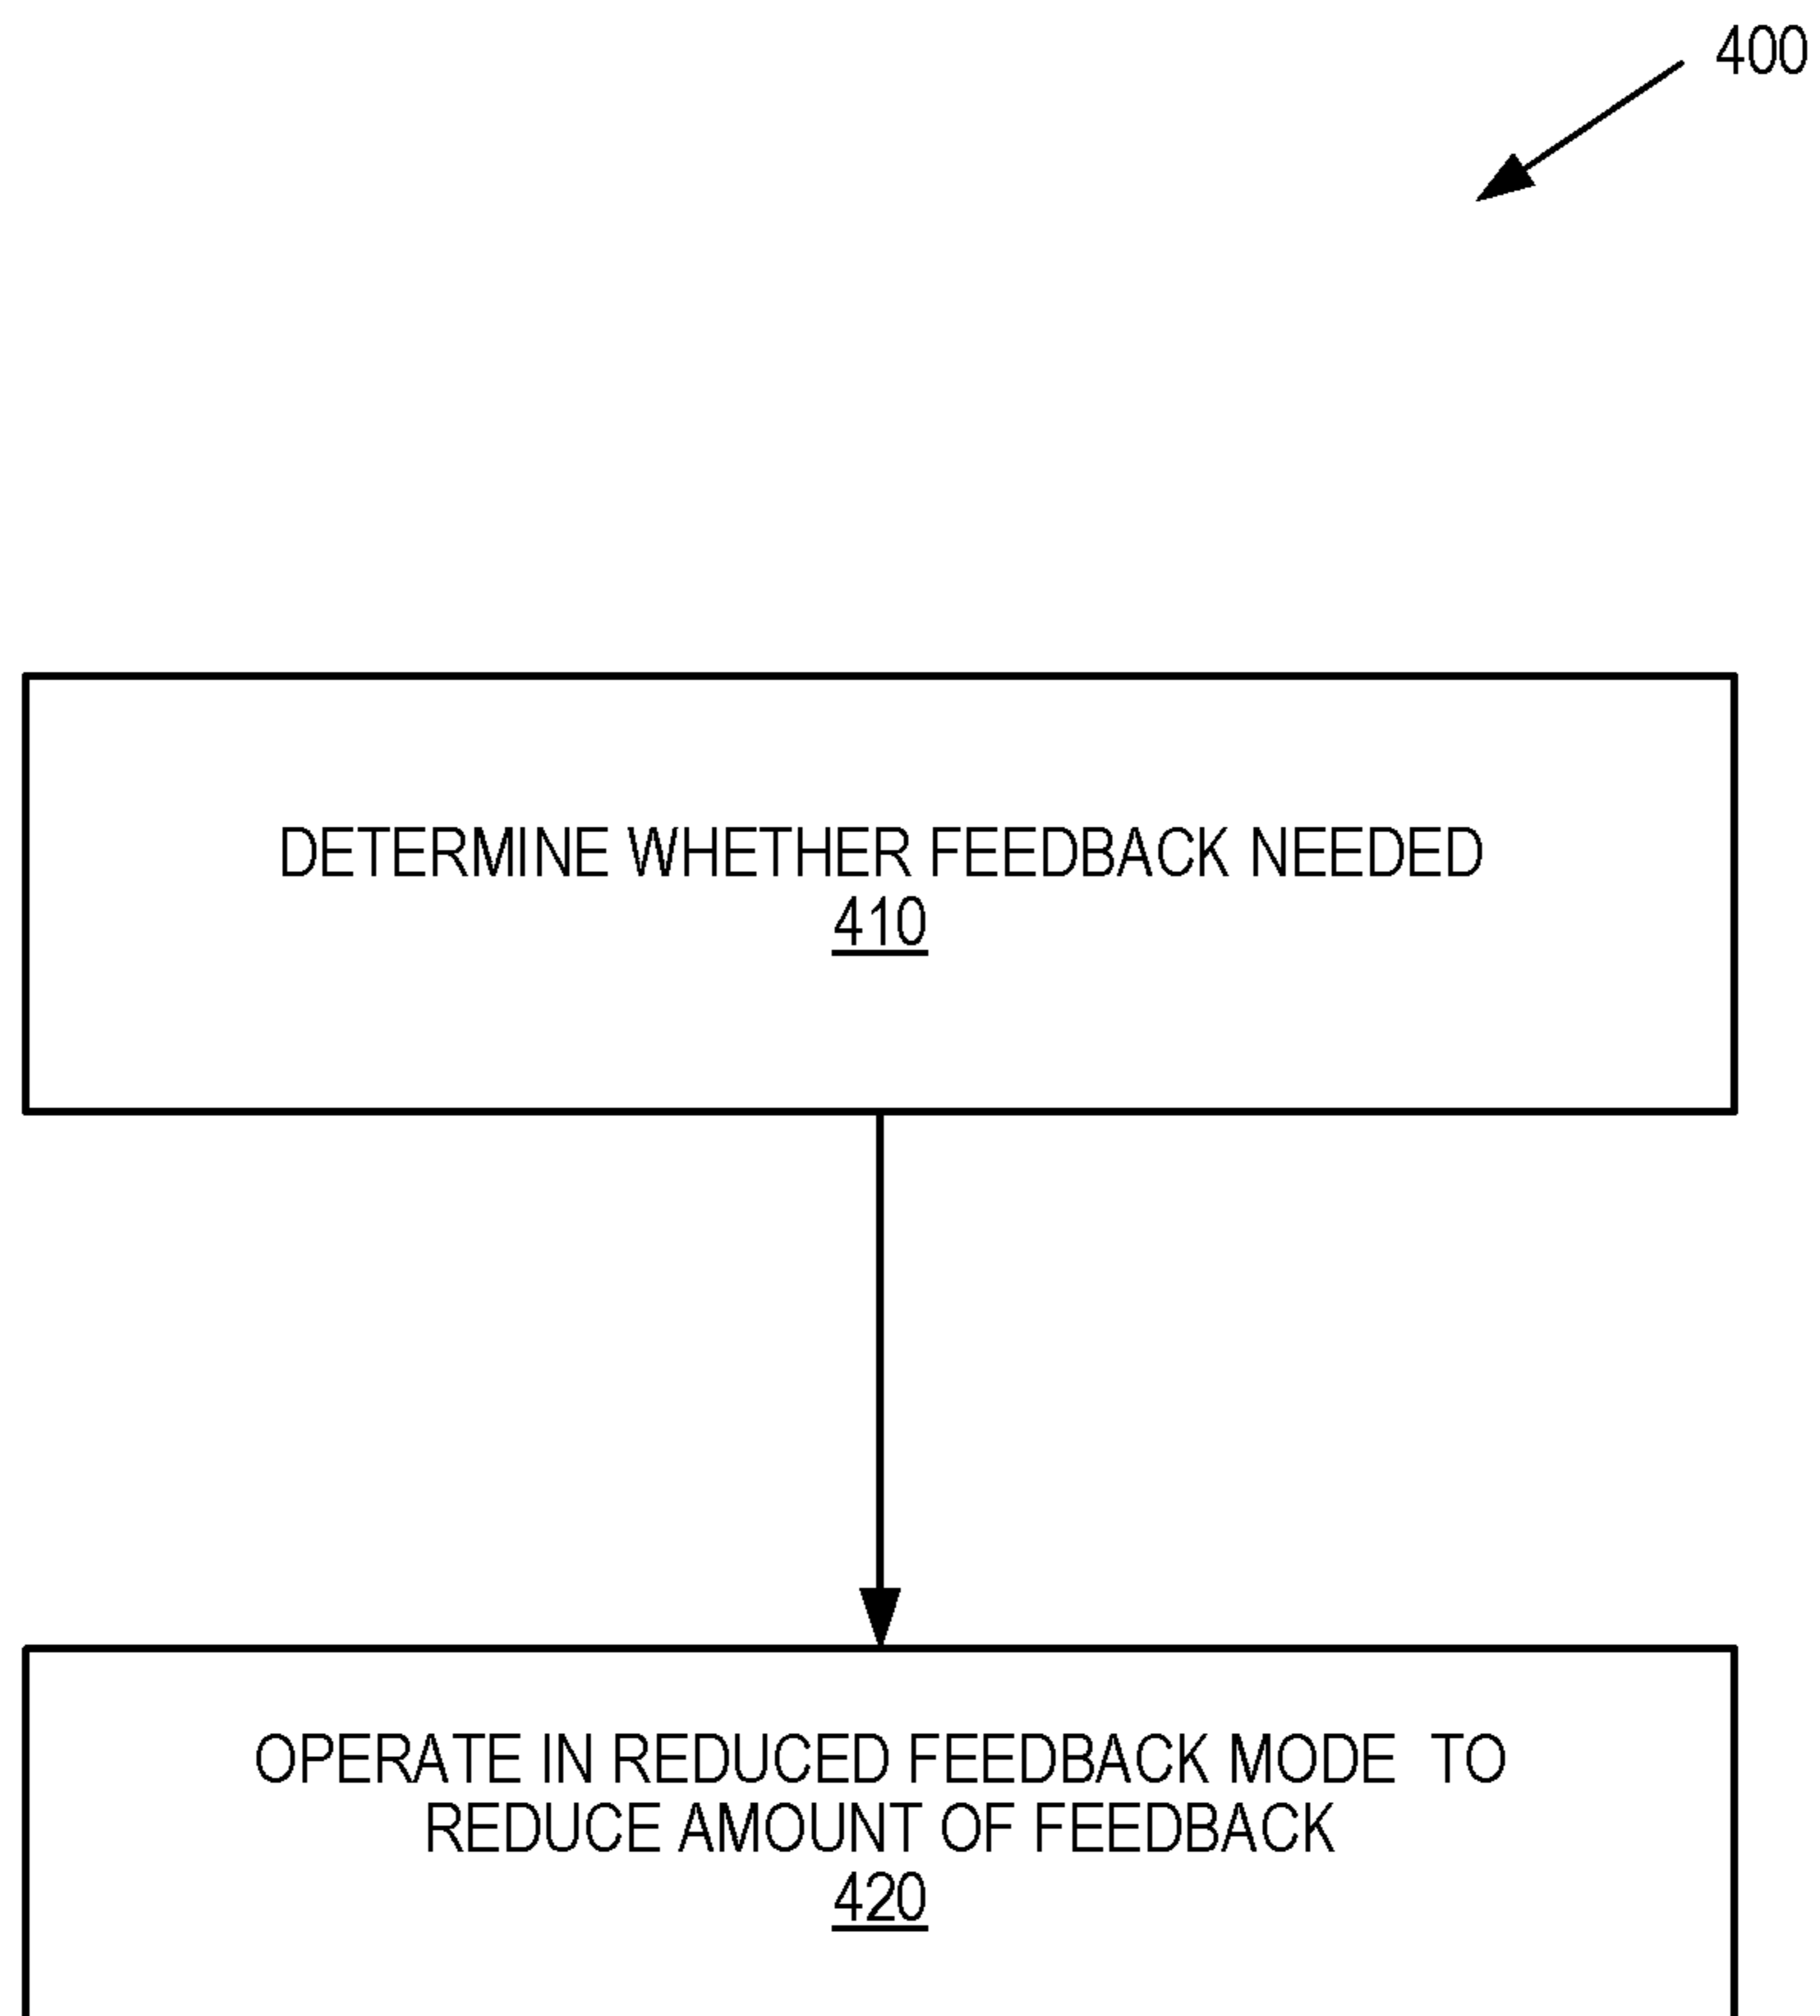 400
DETERMINE WHETHER FEEDBACK NEEDED
410
OPERATE IN REDUCED FEEDBACK MODE TO
REDUCE AMOUNT OF FEEDBACK
420